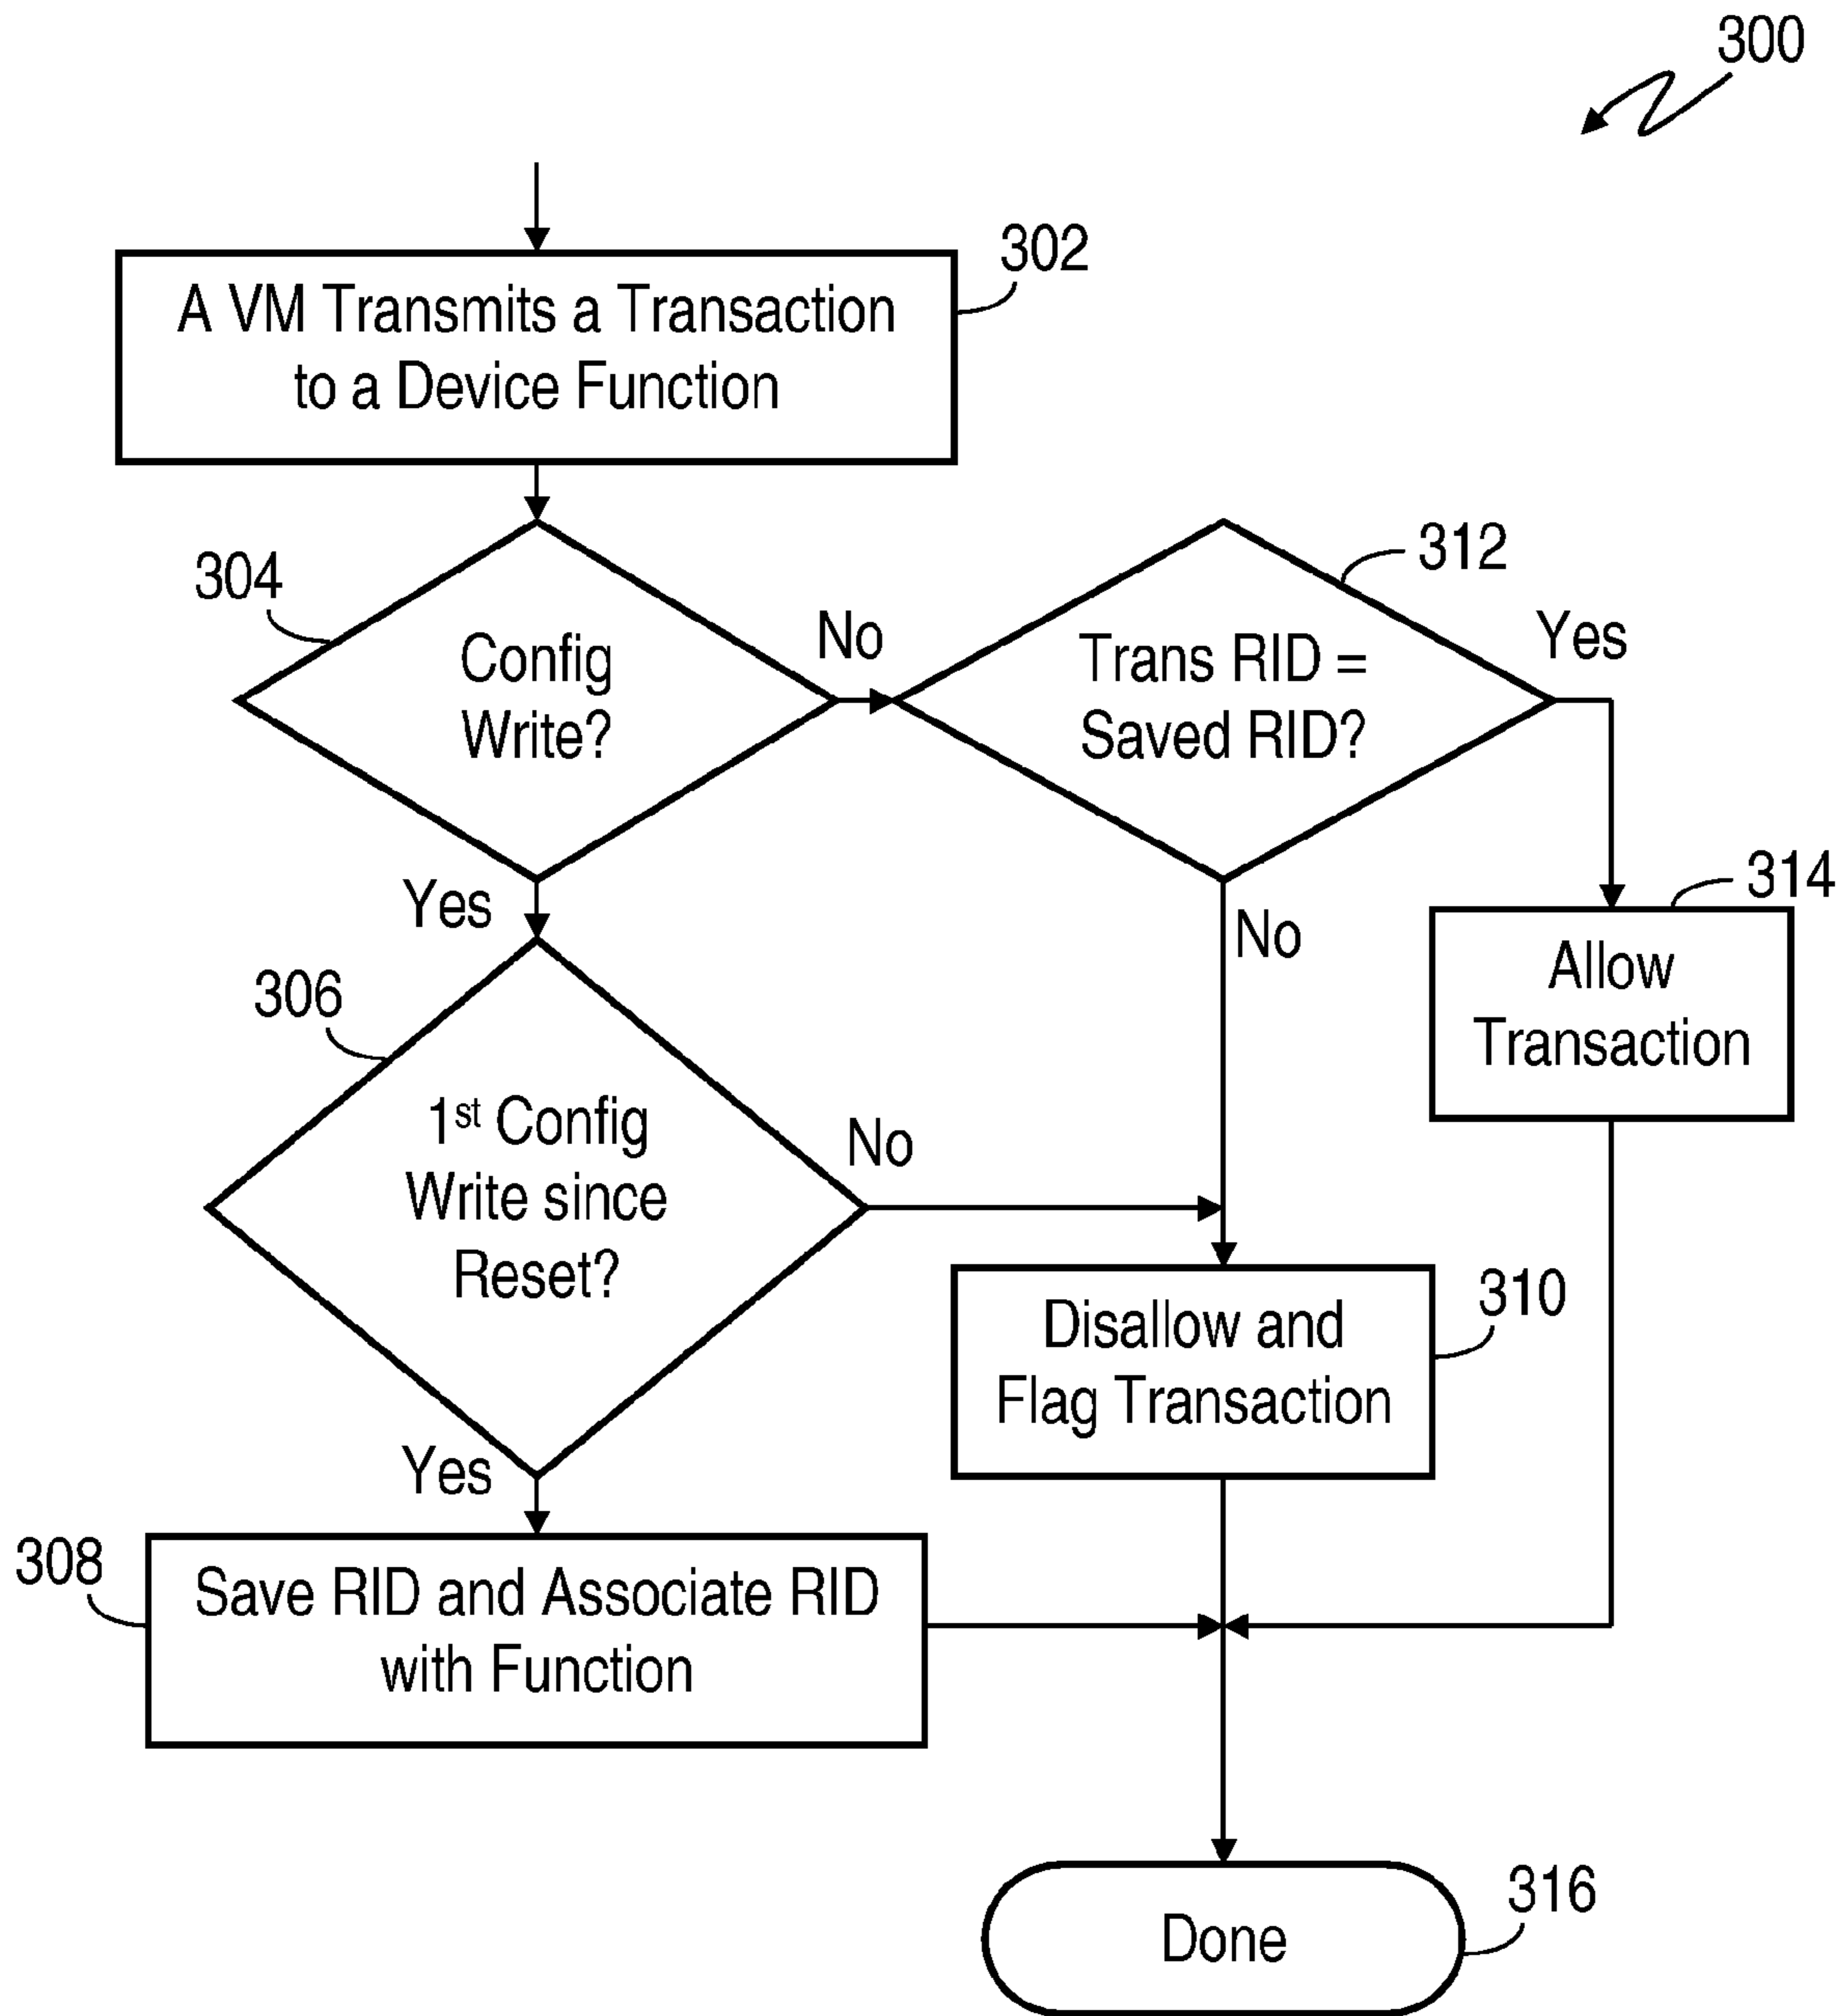 300
302
A VM Transmits a Transaction
to a Device Function
304
Config
Write?
No
312
Trans RID =
Saved RID?
Yes
Yes
No
314
Allow
Transaction
306
1st Config
Write since
Reset?
No
310
Disallow and
Flag Transaction
Yes
308
Save RID and Associate RID
with Function
316
Done